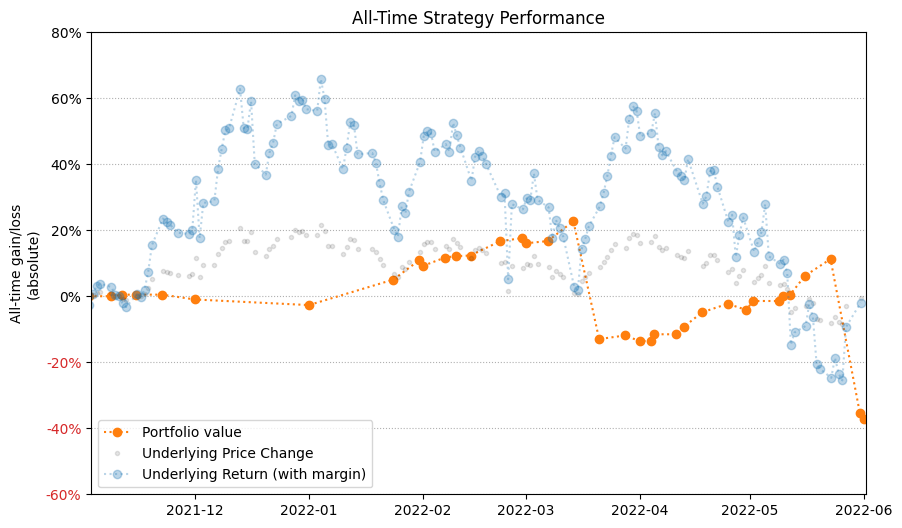 All-Time Strategy Performance
All-time gain/loss
(absolute)
80%
60%
40%
20%
0%
-20%
-40%
-60%
Portfolio value
Underlying Price Change
Underlying Return (with margin)
2021-12
2022-01
2022-02
2022-03
2022-04
2022-05
2022-06